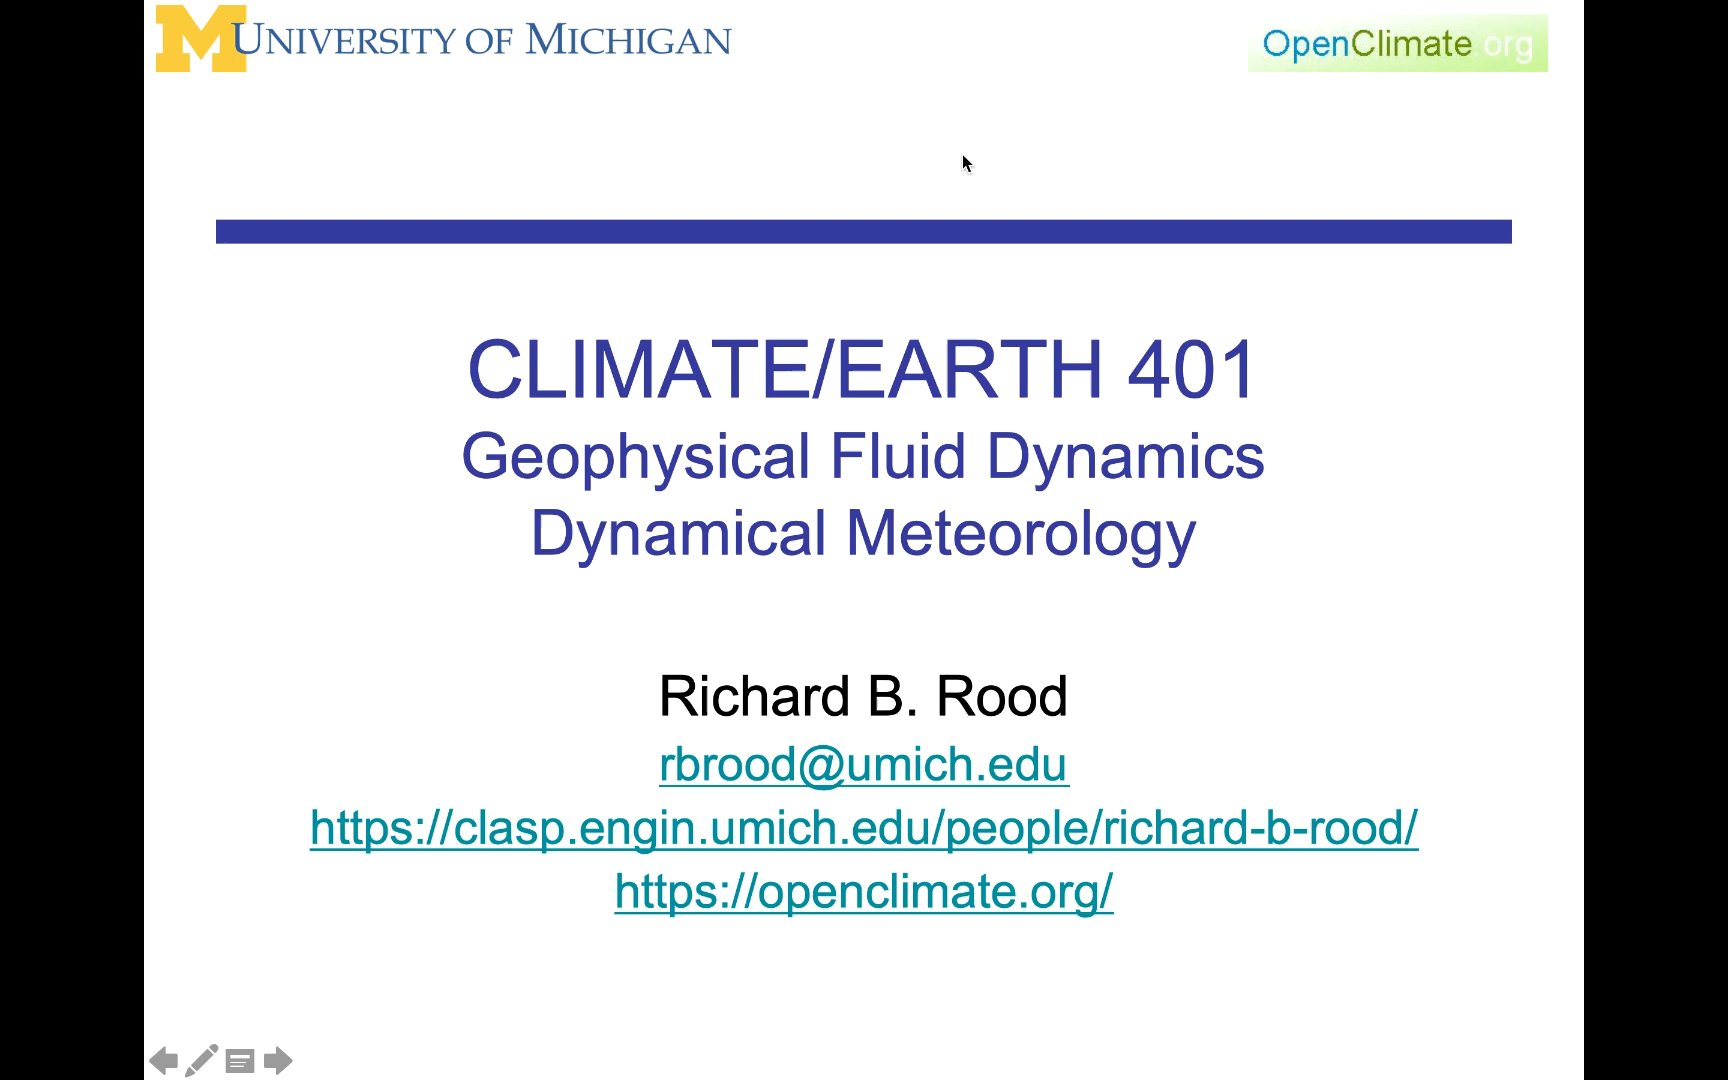 M UNIVERSITY OF MICHIGAN
OpenClimate.org
CLIMATE/EARTH 401
Geophysical Fluid Dynamics
Dynamical Meteorology
Richard B. Rood
rbrood@umich.edu
https://clasp.engin.umich.edu/people/richard-b-rood/
https://openclimate.org/